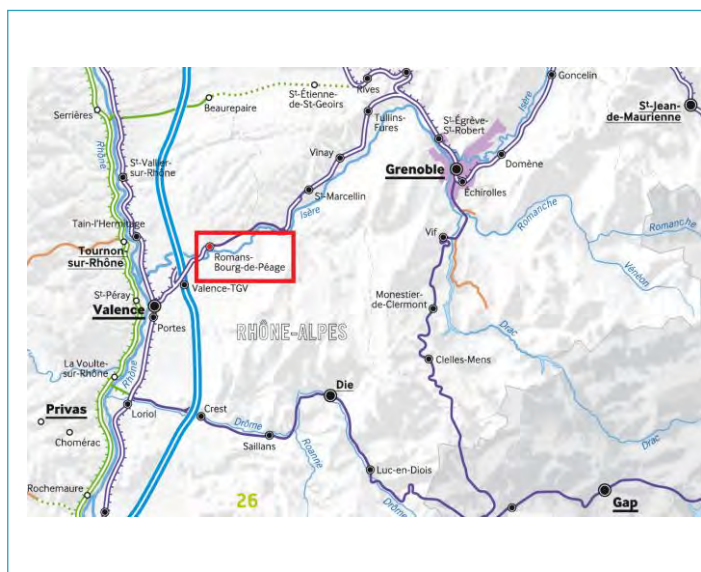 Goncelin
Sᵗ-Étienne-
de-Sᵗ-Geoirs
Rives
Beaurepaire
Serrières
Tullins-
Fures
Sᵗ-Égrève-
Sᵗ-Robert
Isère
Sᵗ-Jean-
de-Maurienne
Rhône
Vinay
Grenoble
Domène
Sᵗ-Vallier-
sur-Rhône
Échirolles
Sᵗ-Marcellin
Isère
Romanche
Romanche
Tain-l'Hermitage
Vif
Tournon-
sur-Rhône
Romans-
Bourg-de-Péage
Vénéon
Valence-TGV
Sᵗ-Péray
Valence
Monestier-
de-Clermont
Portes
RHÔNE-ALPES
Drac
Clelles-Mens
La Voulte-
sur-Rhône
Rhône
Die
Privas
Loriol
Crest
Drôme
Drac
Chomérac
Saillans
Roanne
Luc-en-Diois
Rochemaure
26
Drôme
Gap